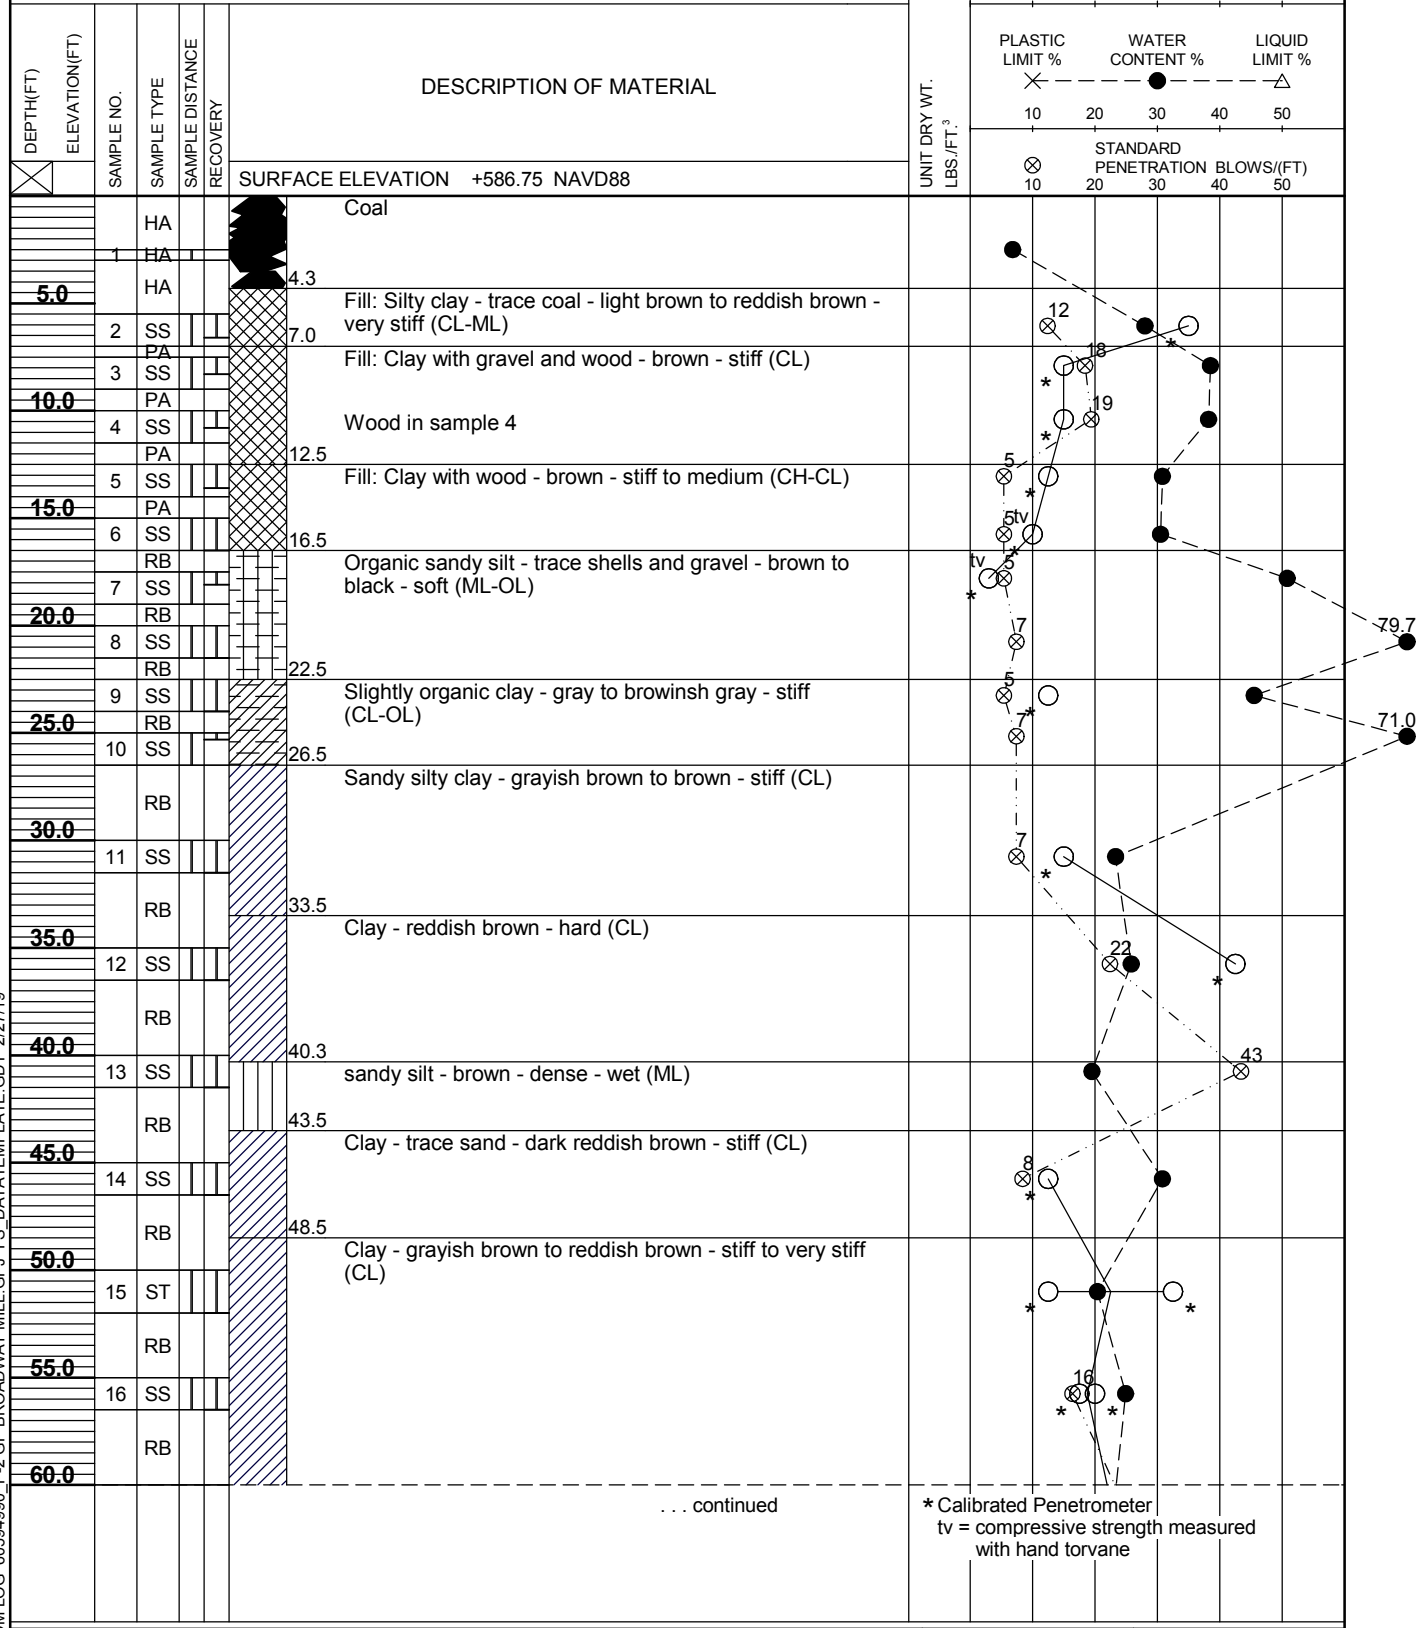 DEPTH(FT)
ELEVATION(FT)
SAMPLE NO.
SAMPLE TYPE
SAMPLE DISTANCE
RECOVERY
DESCRIPTION OF MATERIAL
SURFACE ELEVATION +586.75 NAVD88
UNIT DRY WT.
LBS./FT.³
PLASTIC WATER LIQUID
LIMIT % CONTENT % LIMIT %
10 20 30 40 50
STANDARD
PENETRATION BLOWS/(FT)
10 20 30 40 50
HA Coal
1 HA
HA 4.3
5.0
Fill: Silty clay - trace coal - light brown to reddish brown -
2 SS 7.0 very stiff (CL-ML) 12
PA
3 SS Fill: Clay with gravel and wood - brown - stiff (CL) 18 *
10.0 PA *
4 SS Wood in sample 4 19 *
PA 12.5
5 SS Fill: Clay with wood - brown - stiff to medium (CH-CL) 5 *
15.0 PA
6 SS 16.5 5 tv *
RB Organic sandy silt - trace shells and gravel - brown to
7 SS black - soft (ML-OL) tv 5 *
20.0 RB
8 SS 7 79.7
RB 22.5
9 SS Slightly organic clay - gray to browinsh gray - stiff 5 *
(CL-OL)
25.0 RB
10 SS 26.5 7 71.0
Sandy silty clay - grayish brown to brown - stiff (CL)
RB
30.0
11 SS 7 *
RB 33.5
Clay - reddish brown - hard (CL)
35.0
12 SS 22 *
RB
40.0 40.3
13 SS sandy silt - brown - dense - wet (ML) 43
RB 43.5
Clay - trace sand - dark reddish brown - stiff (CL)
45.0
14 SS 8 *
RB 48.5
Clay - grayish brown to reddish brown - stiff to very stiff
(CL)
50.0
15 ST * *
RB
55.0
16 SS 16 * *
RB
60.0
. . . continued
* Calibrated Penetrometer
tv = compressive strength measured
with hand torvane